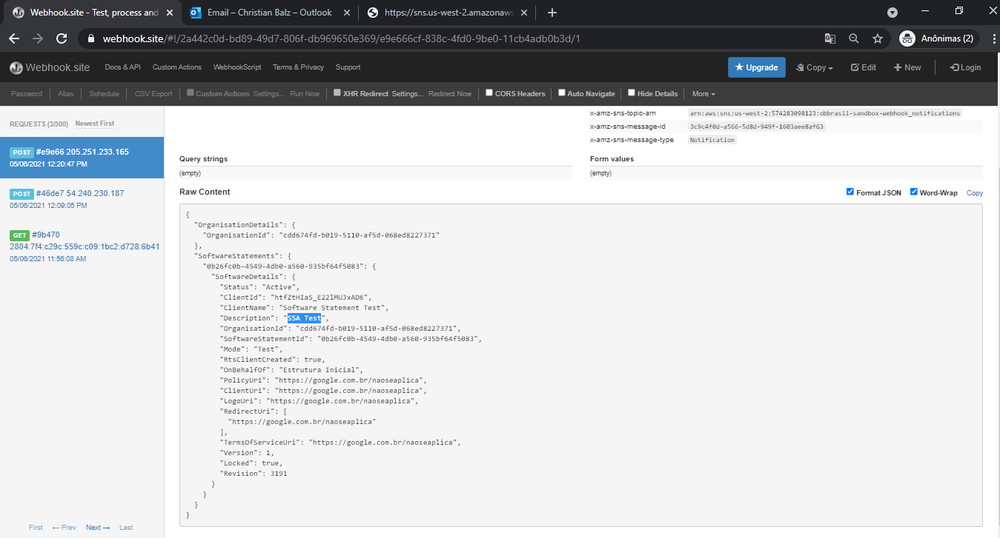 Webhook.site - Test, process and
Email – Christian Balz – Outlook
https://sns.us-west-2.amazonaws
webhook.site/#!/2a442c0d-bd89-49d7-806f-db969650e369/e9e666cf-838c-4fd0-9be0-11cb4adb0b3d/1
Anônimas (2)
Webhook.site
Docs & API
Custom Actions
WebhookScript
Terms & Privacy
Support
Upgrade
Copy
Edit
New
Login
Password
Alias
Schedule
CSV Export
Custom Actions
Settings...
Run Now
XHR Redirect
Settings...
Redirect Now
CORS Headers
Auto Navigate
Hide Details
More
REQUESTS (3/500)
Newest First
POST #e9e66 205.251.233.165
05/06/2021 12:20:47 PM
POST #46de7 54.240.230.187
05/06/2021 12:09:05 PM
GET #9b470
2804:7f4:c29c:559c:c09:1bc2:d728:6b41
05/06/2021 11:56:08 AM
First
← Prev
Next →
Last
x-amz-sns-topic-arn arn:aws:sns:us-west-2:574283098123:obbrasil-sandbox-webhook_notifications
x-amz-sns-message-id 3c9c4f0d-a566-5d8d-949f-1603aee8af63
x-amz-sns-message-type Notification
Query strings
(empty)
Form values
(empty)
Raw Content
Format JSON
Word-Wrap
Copy
{
"OrganisationDetails": {
"OrganisationId": "cdd674fd-b019-5110-af5d-068ed8227371"
},
"SoftwareStatements": {
"0b26fc0b-4549-4db0-a560-935bf64f5083": {
"SoftwareDetails": {
"Status": "Active",
"ClientId": "htfZtHIaS_E22lMUJxAD6",
"ClientName": "Software Statement Test",
"Description": "SSA Test",
"OrganisationId": "cdd674fd-b019-5110-af5d-068ed8227371",
"SoftwareStatementId": "0b26fc0b-4549-4db0-a560-935bf64f5083",
"Mode": "Test",
"RtsClientCreated": true,
"OnBehalfOf": "Estrutura Inicial",
"PolicyUri": "https://google.com.br/naoseaplica",
"ClientUri": "https://google.com.br/naoseaplica",
"LogoUri": "https://google.com.br/naoseaplica",
"RedirectUri": [
"https://google.com.br/naoseaplica"
],
"TermsOfServiceUri": "https://google.com.br/naoseaplica",
"Version": 1,
"Locked": true,
"Revision": 3191
}
}
}
}